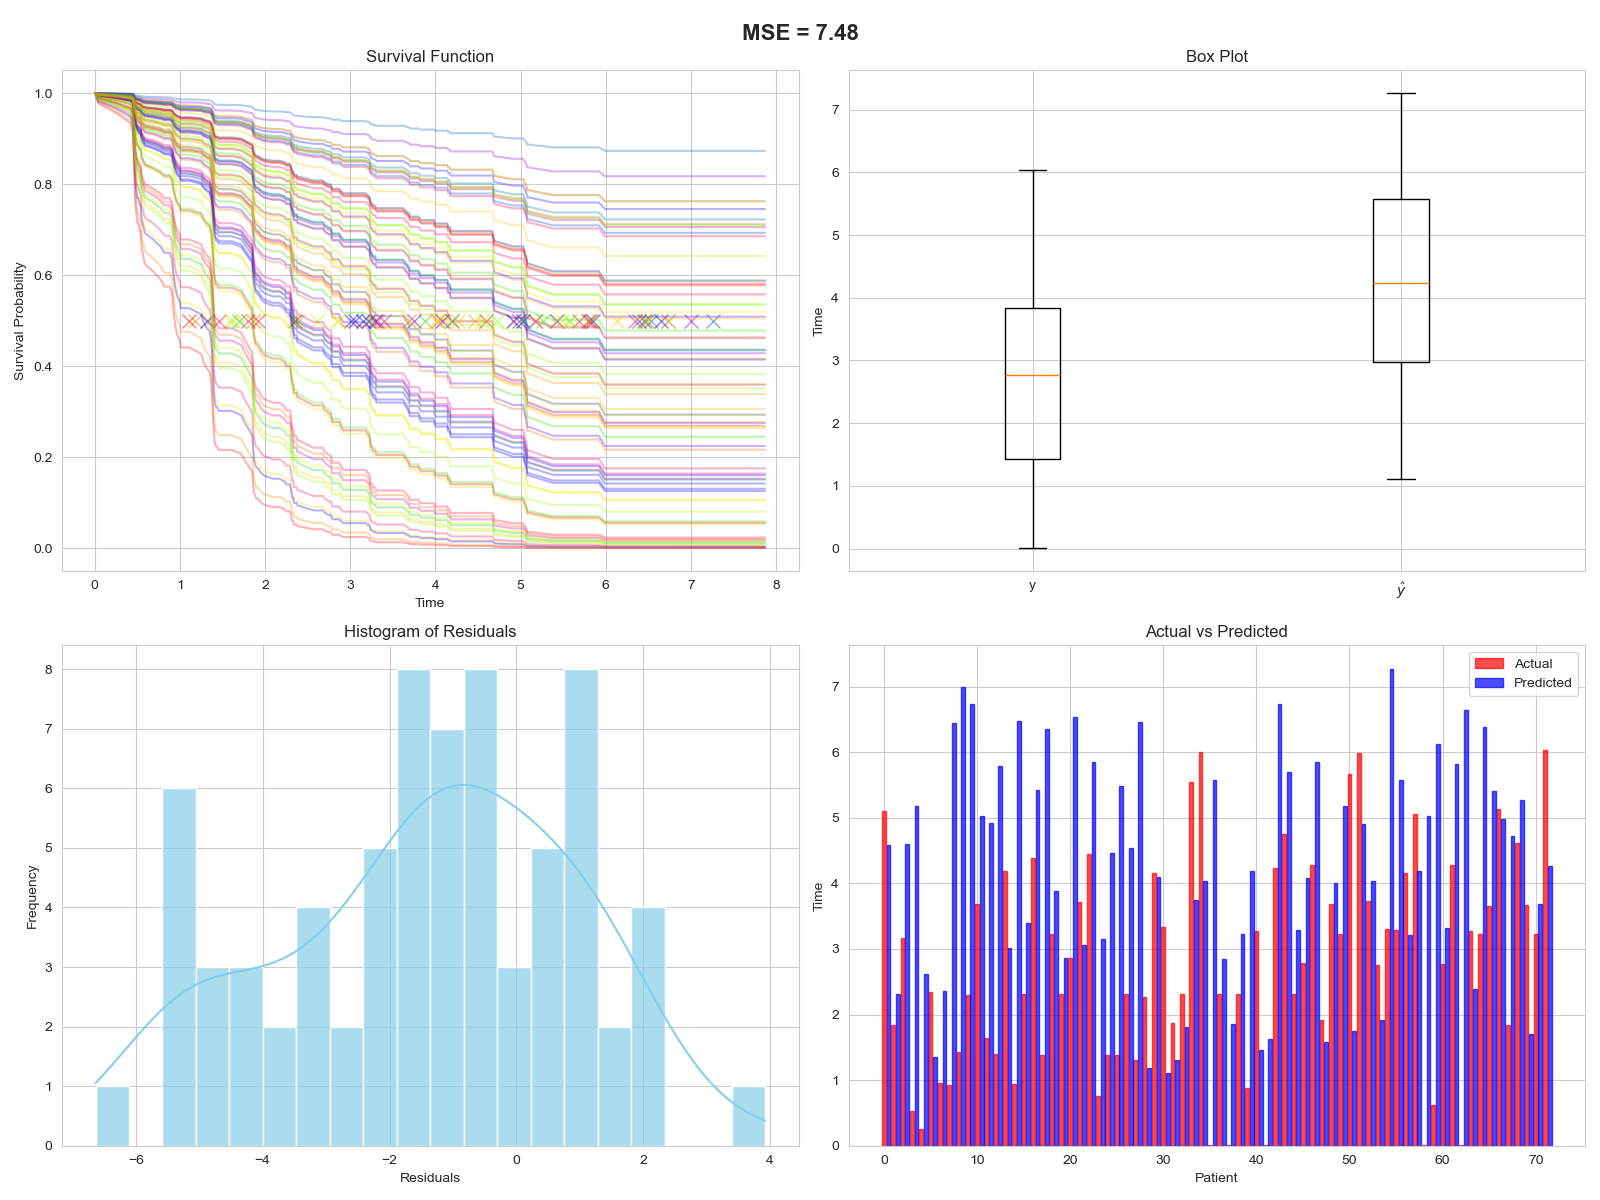 MSE = 7.48
Survival Function
Survival Probability
1.0
0.8
0.6
0.4
0.2
0.0
0 1 2 3 4 5 6 7 8
Time
Box Plot
Time
7
6
5
4
3
2
1
0
y ŷ
Histogram of Residuals
Frequency
8
7
6
5
4
3
2
1
0
−6 −4 −2 0 2 4
Residuals
Actual vs Predicted
Actual
Predicted
Time
7
6
5
4
3
2
1
0
0 10 20 30 40 50 60 70
Patient